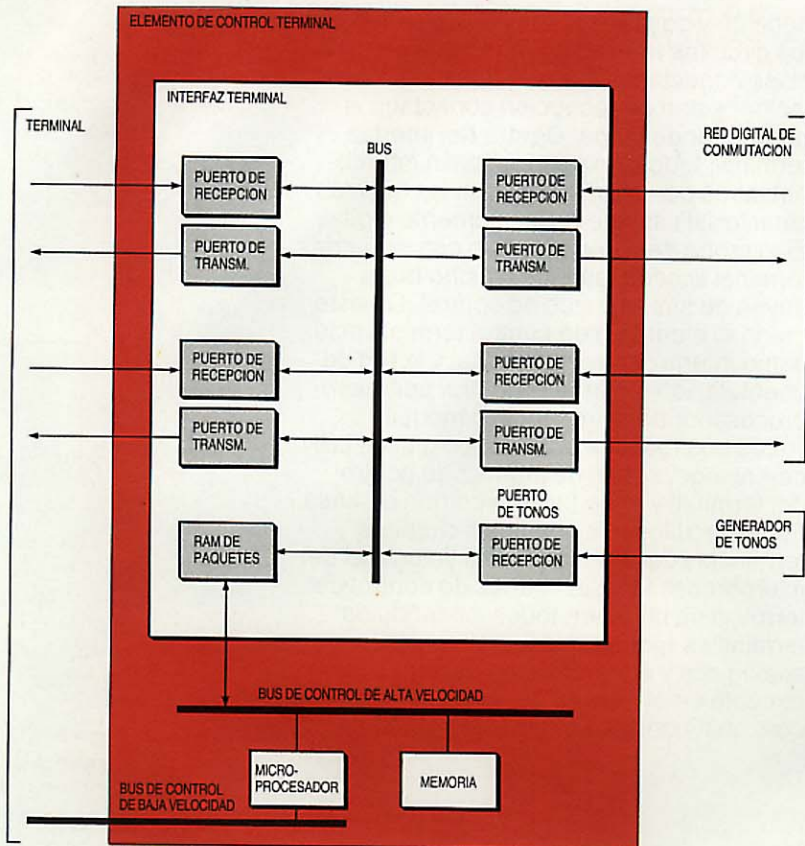 ELEMENTO DE CONTROL TERMINAL
INTERFAZ TERMINAL
TERMINAL
BUS
RED DIGITAL DE
CONMUTACION
PUERTO DE
RECEPCION
PUERTO DE
RECEPCION
PUERTO DE
TRANSM.
PUERTO DE
TRANSM.
PUERTO DE
RECEPCION
PUERTO DE
RECEPCION
PUERTO DE
TRANSM.
PUERTO DE
TRANSM.
PUERTO
DE TONOS
RAM DE
PAQUETES
PUERTO DE
RECEPCION
GENERADOR
DE TONOS
BUS DE CONTROL DE ALTA VELOCIDAD
MICRO-
PROCESADOR
MEMORIA
BUS DE CONTROL
DE BAJA VELOCIDAD